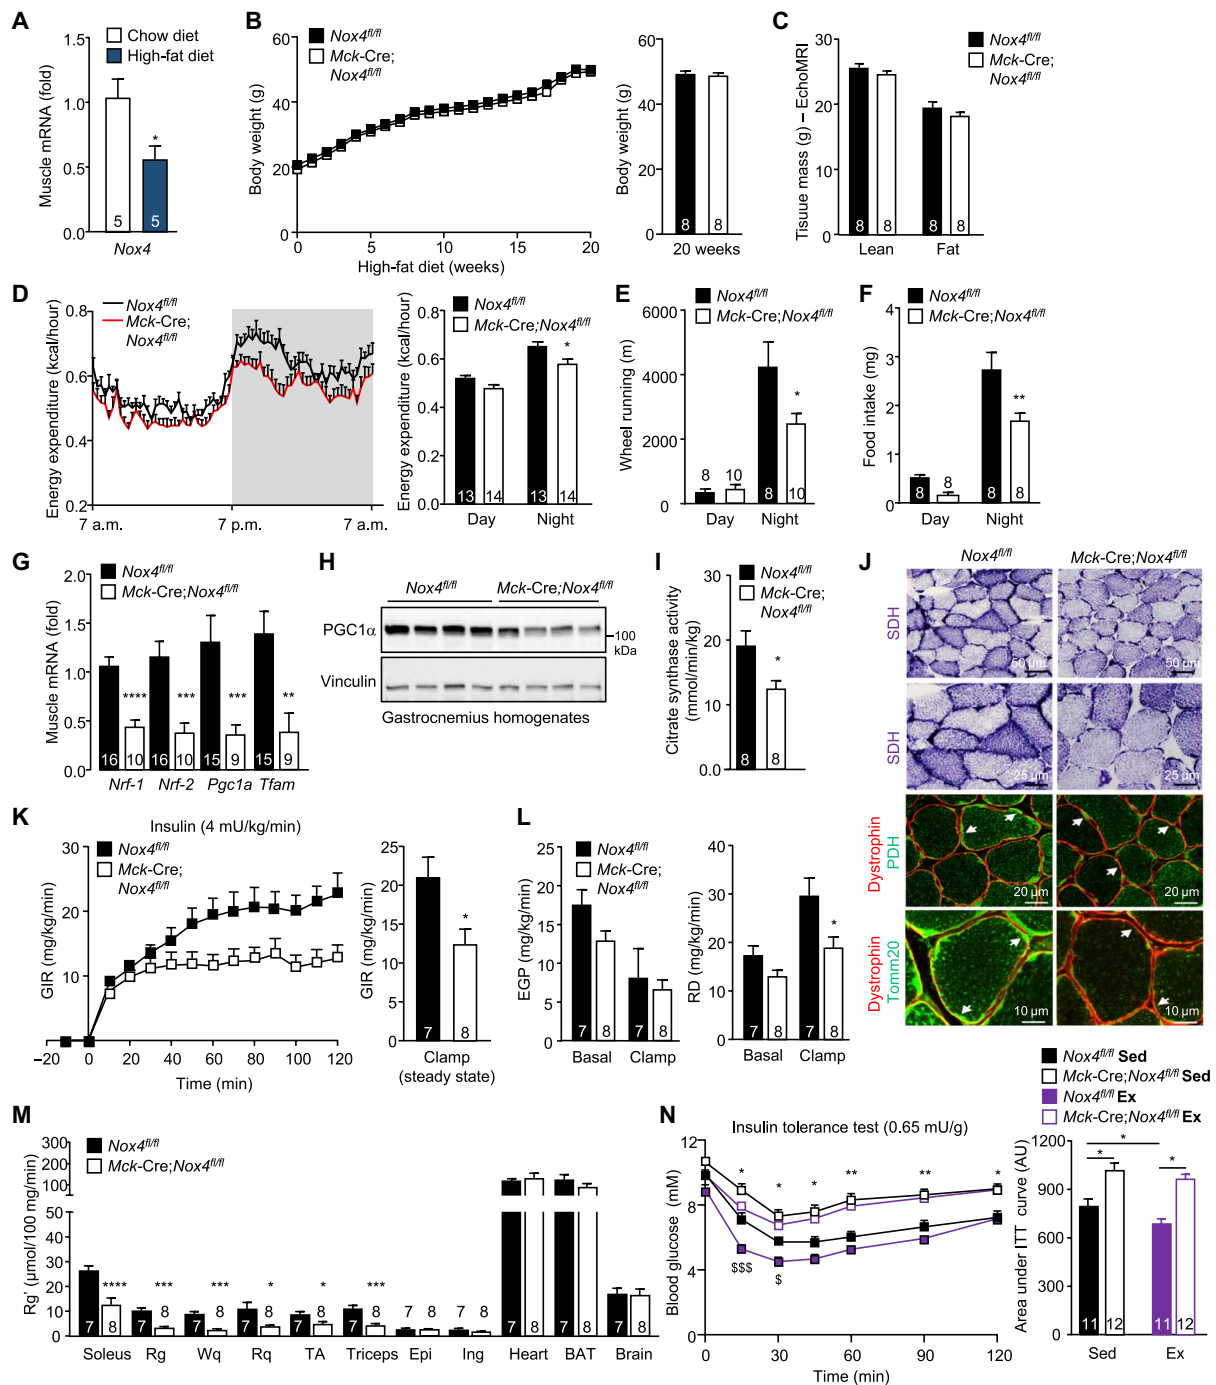 A
Muscle mRNA (fold)
1.5
1.0
0.5
0.0
Chow diet
High-fat diet
*
5
5
Nox4
B
Body weight (g)
60
40
20
0
Nox4fl/fl
Mck-Cre;
Nox4fl/fl
0
5
10
15
20
High-fat diet (weeks)
Body weight (g)
60
40
20
0
8
8
20 weeks
C
Tisuue mass (g) – EchoMRI
30
20
10
0
Nox4fl/fl
Mck-Cre;
Nox4fl/fl
8
8
8
8
Lean
Fat
D
Energy expenditure (kcal/hour)
0.8
0.6
0.4
0.2
Nox4fl/fl
Mck-Cre;
Nox4fl/fl
7 a.m.
7 p.m.
7 a.m.
Energy expenditure (kcal/hour)
0.8
0.6
0.4
0.2
0.0
Nox4fl/fl
Mck-Cre;Nox4fl/fl
*
13
14
13
14
Day
Night
E
Wheel running (m)
6000
4000
2000
0
Nox4fl/fl
Mck-Cre;Nox4fl/fl
8
10
*
8
10
Day
Night
F
Food intake (mg)
4
3
2
1
0
Nox4fl/fl
Mck-Cre;Nox4fl/fl
8
8
**
8
8
Day
Night
G
Muscle mRNA (fold)
2.0
1.5
1.0
0.5
0.0
Nox4fl/fl
Mck-Cre;Nox4fl/fl
****
***
***
**
16
10
16
10
15
9
15
9
Nrf-1
Nrf-2
Pgc1a
Tfam
H
Nox4fl/fl
Mck-Cre;Nox4fl/fl
PGC1α
100
kDa
Vinculin
Gastrocnemius homogenates
I
Citrate synthase activity
(mmol/min/kg)
30
20
10
0.0
Nox4fl/fl
Mck-Cre;
Nox4fl/fl
*
8
8
J
Nox4fl/fl
Mck-Cre;Nox4fl/fl
SDH
50 µm
50 µm
SDH
25 µm
25 µm
Dystrophin
PDH
20 µm
20 µm
Dystrophin
Tomm20
10 µm
10 µm
K
Insulin (4 mU/kg/min)
GIR (mg/kg/min)
30
20
10
0
Nox4fl/fl
Mck-Cre;
Nox4fl/fl
–20
0
20
40
60
80
100
120
Time (min)
GIR (mg/kg/min)
25
20
15
10
5
0
*
7
8
Clamp
(steady state)
L
EGP (mg/kg/min)
25
20
15
10
5
0
Nox4fl/fl
Mck-Cre;
Nox4fl/fl
7
8
7
8
Basal
Clamp
RD (mg/kg/min)
40
30
20
10
0
*
7
8
7
8
Basal
Clamp
M
Rg' (µmol/100 mg/min)
300
200
100
50
40
30
20
10
0
Nox4fl/fl
Mck-Cre;Nox4fl/fl
****
***
***
*
*
***
7
8
7
8
7
8
7
8
7
8
7
8
7
8
7
8
7
8
7
8
7
8
Soleus
Rg
Wq
Rq
TA
Triceps
Epi
Ing
Heart
BAT
Brain
Nox4fl/fl Sed
Mck-Cre;Nox4fl/fl Sed
Nox4fl/fl Ex
Mck-Cre;Nox4fl/fl Ex
N
Insulin tolerance test (0.65 mU/g)
Blood glucose (mM)
12
9
6
4
0
*
*
*
**
**
*
$$$
$
0
30
60
90
120
Time (min)
Area under ITT curve (AU)
1200
900
600
300
0
*
*
*
11
12
11
12
Sed
Ex